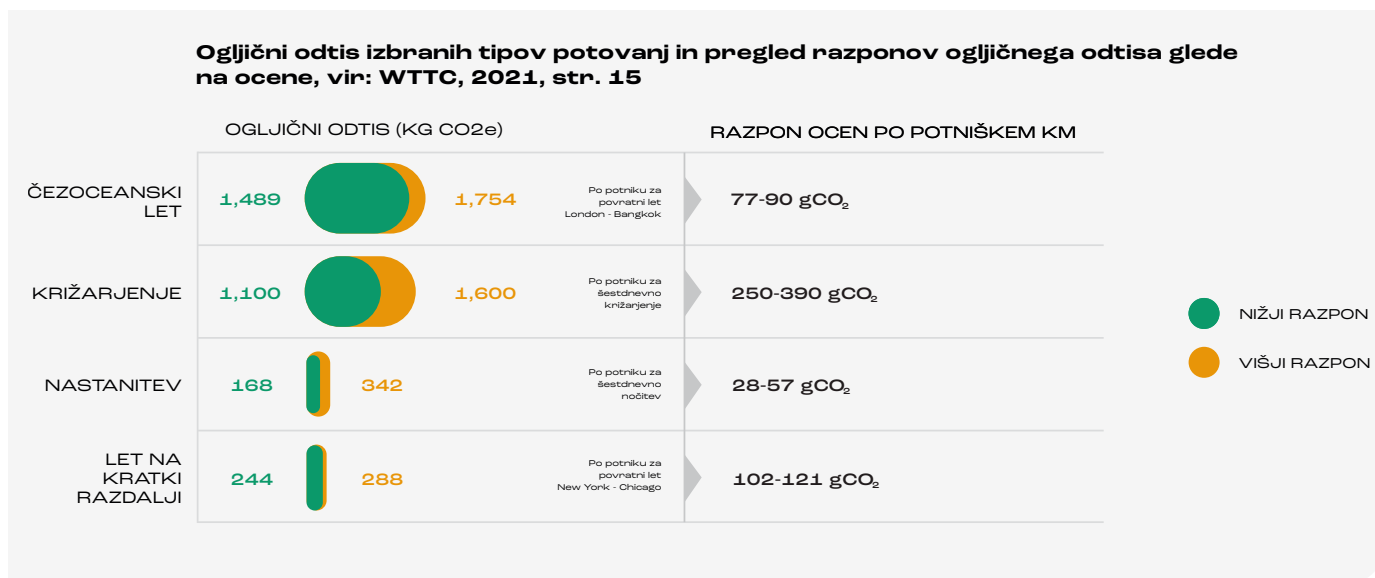 Ogljični odtis izbranih tipov potovanj in pregled razponov ogljičnega odtisa glede
na ocene, vir: WTTC, 2021, str. 15
OGLJIČNI ODTIS (KG CO2e)
RAZPON OCEN PO POTNIŠKEM KM
ČEZOCEANSKI
LET
1,489
1,754
Po potniku za
povratni let
London - Bangkok
77-90 gCO₂
KRIŽARJENJE
1,100
1,600
Po potniku za
šestdnevno
križarjenje
250-390 gCO₂
NASTANITEV
168
342
Po potniku za
šestdnevno
nočitev
28-57 gCO₂
LET NA
KRATKI
RAZDALJI
244
288
Po potniku za
povratni let
New York - Chicago
102-121 gCO₂
NIŽJI RAZPON
VIŠJI RAZPON